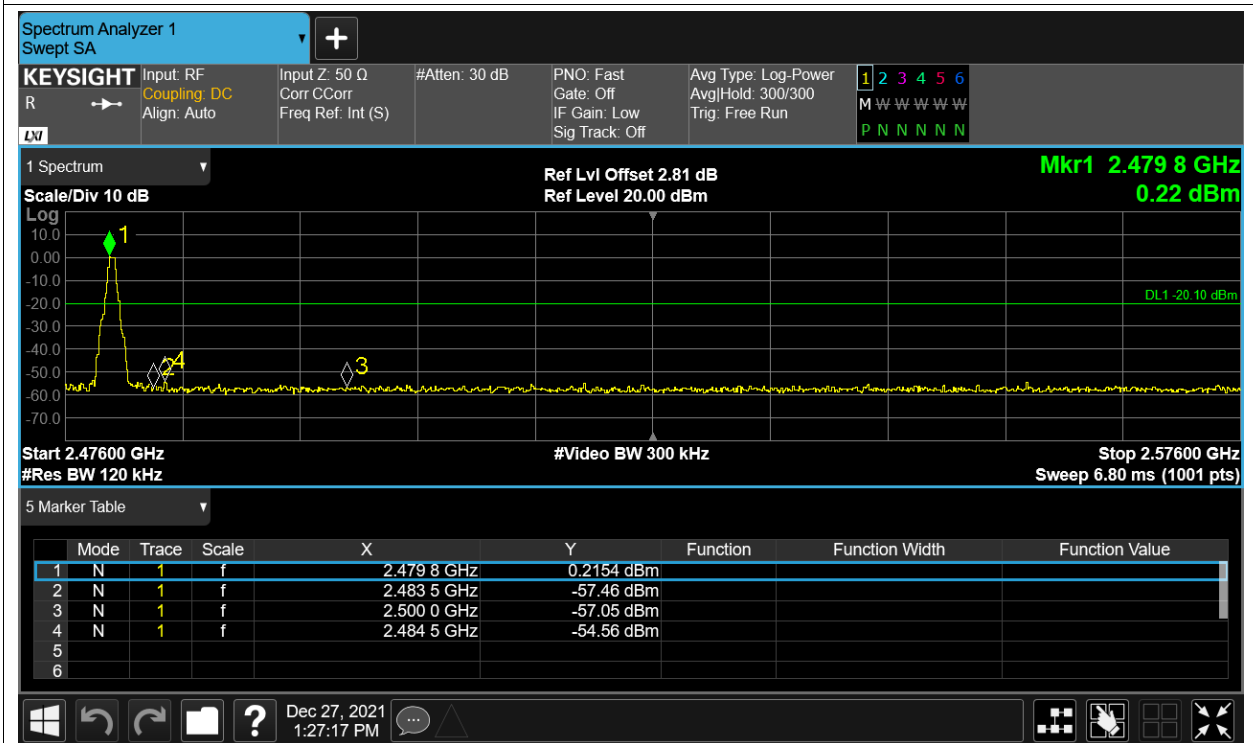 Spectrum Analyzer 1
Swept SA
KEYSIGHT Input: RF Input Z: 50 Ω #Atten: 30 dB PNO: Fast Avg Type: Log-Power 1 2 3 4 5 6
R Coupling: DC Corr CCorr Gate: Off Avg|Hold: 300/300 M W W W W W
Align: Auto Freq Ref: Int (S) IF Gain: Low Trig: Free Run
LXI Sig Track: Off P N N N N N
1 Spectrum Ref Lvl Offset 2.81 dB Mkr1 2.479 8 GHz
Scale/Div 10 dB Ref Level 20.00 dBm 0.22 dBm
Log
10.0 1
0.00
-10.0
-20.0 DL1 -20.10 dBm
-30.0
-40.0
-50.0 2 4 3
-60.0
-70.0
Start 2.47600 GHz #Video BW 300 kHz Stop 2.57600 GHz
#Res BW 120 kHz Sweep 6.80 ms (1001 pts)
5 Marker Table
Mode Trace Scale X Y Function Function Width Function Value
1 N 1 f 2.479 8 GHz 0.2154 dBm
2 N 1 f 2.483 5 GHz -57.46 dBm
3 N 1 f 2.500 0 GHz -57.05 dBm
4 N 1 f 2.484 5 GHz -54.56 dBm
5
6
? Dec 27, 2021
1:27:17 PM